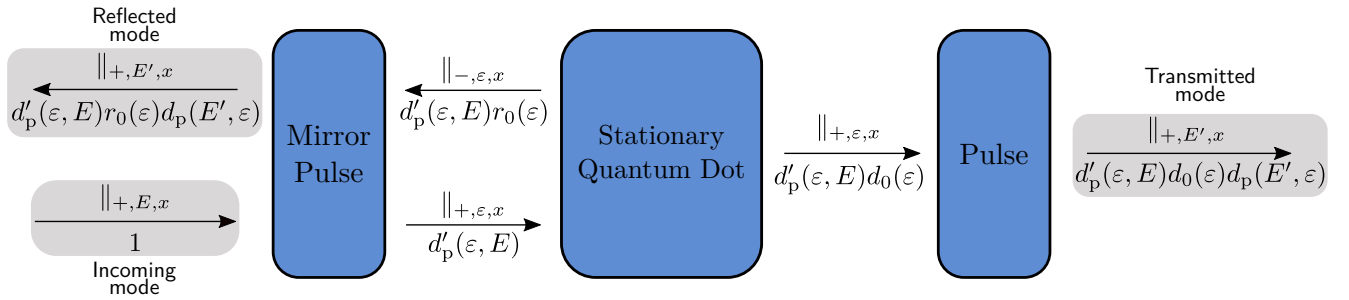 Reflected
mode
∥₊,E′,x
d′ₚ(ε, E)r₀(ε)dₚ(E′, ε)
∥₊,E,x
1
Incoming
mode
Mirror
Pulse
∥₋,ε,x
d′ₚ(ε, E)r₀(ε)
∥₊,ε,x
d′ₚ(ε, E)
Stationary
Quantum Dot
∥₊,ε,x
d′ₚ(ε, E)d₀(ε)
Pulse
Transmitted
mode
∥₊,E′,x
d′ₚ(ε, E)d₀(ε)dₚ(E′, ε)